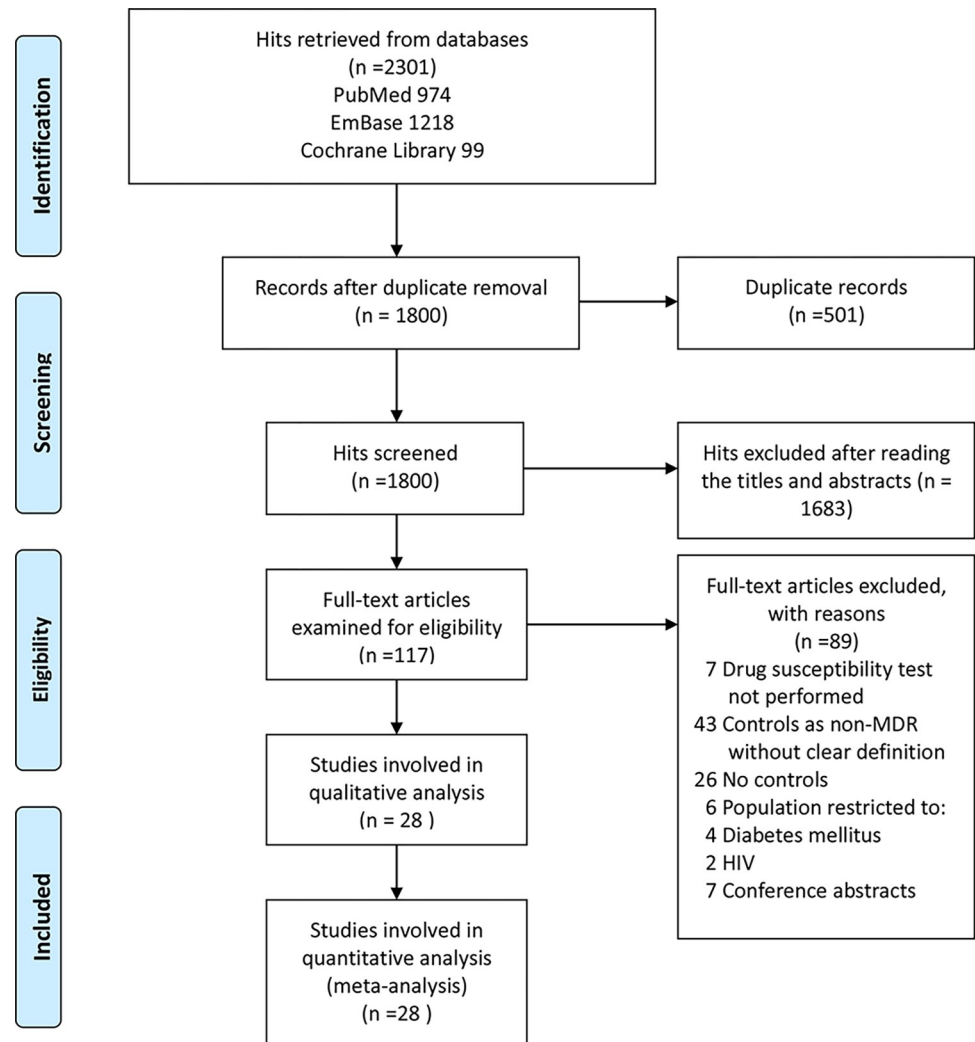 Identification
Hits retrieved from databases
(n =2301)
PubMed 974
EmBase 1218
Cochrane Library 99
Screening
Records after duplicate removal
(n = 1800)
Duplicate records
(n =501)
Hits screened
(n =1800)
Hits excluded after reading
the titles and abstracts (n =
1683)
Eligibility
Full-text articles
examined for eligibility
(n =117)
Full-text articles excluded,
with reasons
(n =89)
7 Drug susceptibility test
not performed
43 Controls as non-MDR
without clear definition
26 No controls
6 Population restricted to:
4 Diabetes mellitus
2 HIV
7 Conference abstracts
Studies involved in
qualitative analysis
(n = 28 )
Included
Studies involved in
quantitative analysis
(meta-analysis)
(n =28 )